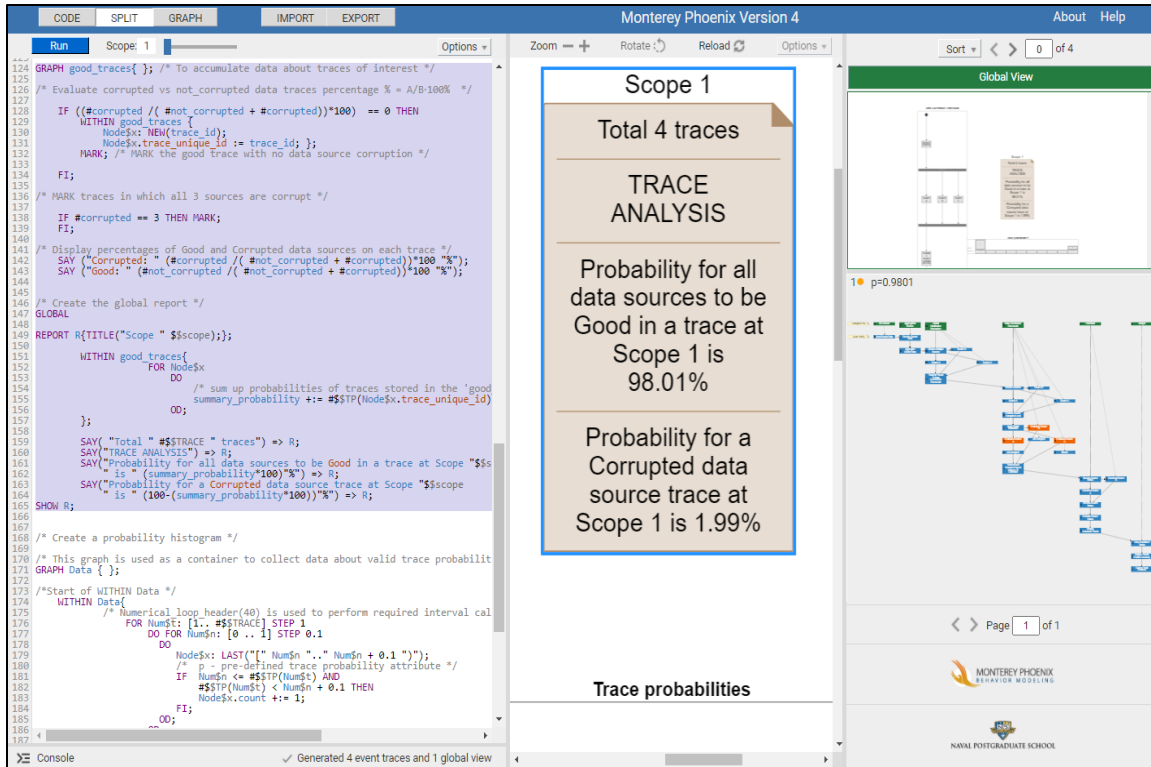 CODE SPLIT GRAPH IMPORT EXPORT Monterey Phoenix Version 4 About Help
Run Scope: 1 Options
124 GRAPH good_traces{ }; /* To accumulate data about traces of interest */
125
126 /* Evaluate corrupted vs not_corrupted data traces percentage % = A/B·100% */
127
128 IF ((#corrupted /( #not_corrupted + #corrupted))*100) == 0 THEN
129 WITHIN good_traces {
130 Node$x: NEW(trace_id);
131 Node$x.trace_unique_id := trace_id; };
132 MARK; /* MARK the good trace with no data source corruption */
133
134 FI;
135
136 /* MARK traces in which all 3 sources are corrupt */
137
138 IF #corrupted == 3 THEN MARK;
139 FI;
140
141 /* Display percentages of Good and Corrupted data sources on each trace */
142 SAY ("Corrupted: " (#corrupted /( #not_corrupted + #corrupted))*100 "%");
143 SAY ("Good: " (#not_corrupted /( #not_corrupted + #corrupted))*100 "%");
144
145
146 /* Create the global report */
147 GLOBAL
148
149 REPORT R{TITLE("Scope " $$scope);};
150
151 WITHIN good_traces{
152 FOR Node$x
153 DO
154 /* sum up probabilities of traces stored in the 'good
155 summary_probability +:= #$$TP(Node$x.trace_unique_id)
156 OD;
157 };
158
159 SAY( "Total " #$$TRACE " traces") => R;
160 SAY("TRACE ANALYSIS") => R;
161 SAY("Probability for all data sources to be Good in a trace at Scope "$$s
162 " is " (summary_probability*100)"%") => R;
163 SAY("Probability for a Corrupted data source trace at Scope "$$scope
164 " is " (100-(summary_probability*100))"%") => R;
165 SHOW R;
166
167
168 /* Create a probability histogram */
169
170 /* This graph is used as a container to collect data about valid trace probabilit
171 GRAPH Data { };
172
173 /*Start of WITHIN Data */
174 WITHIN Data{
175 /* Numerical_loop_header(40) is used to perform required interval cal
176 FOR Num$t: [1.. #$$TRACE] STEP 1
177 DO FOR Num$n: [0 .. 1] STEP 0.1
178 DO
179 Node$x: LAST("[" Num$n ".." Num$n + 0.1 ")");
180 /* p - pre-defined trace probability attribute */
181 IF Num$n <= #$$TP(Num$t) AND
182 #$$TP(Num$t) < Num$n + 0.1 THEN
183 Node$x.count +:= 1;
184 FI;
185 OD;
186
187
Console Generated 4 event traces and 1 global view
Zoom Rotate Reload Options
Scope 1
Total 4 traces
TRACE
ANALYSIS
Probability for all
data sources to be
Good in a trace at
Scope 1 is
98.01%
Probability for a
Corrupted data
source trace at
Scope 1 is 1.99%
Trace probabilities
Sort 0 of 4
Global View
1 p=0.9801
Page 1 of 1
MONTEREY PHOENIX
BEHAVIOR MODELING
NAVAL POSTGRADUATE SCHOOL